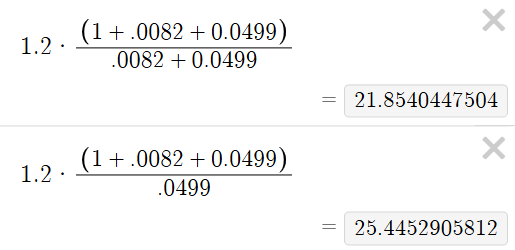 1.2 · (1 + .0082 + 0.0499)
.0082 + 0.0499
= 21.8540447504
1.2 · (1 + .0082 + 0.0499)
.0499
= 25.4452905812